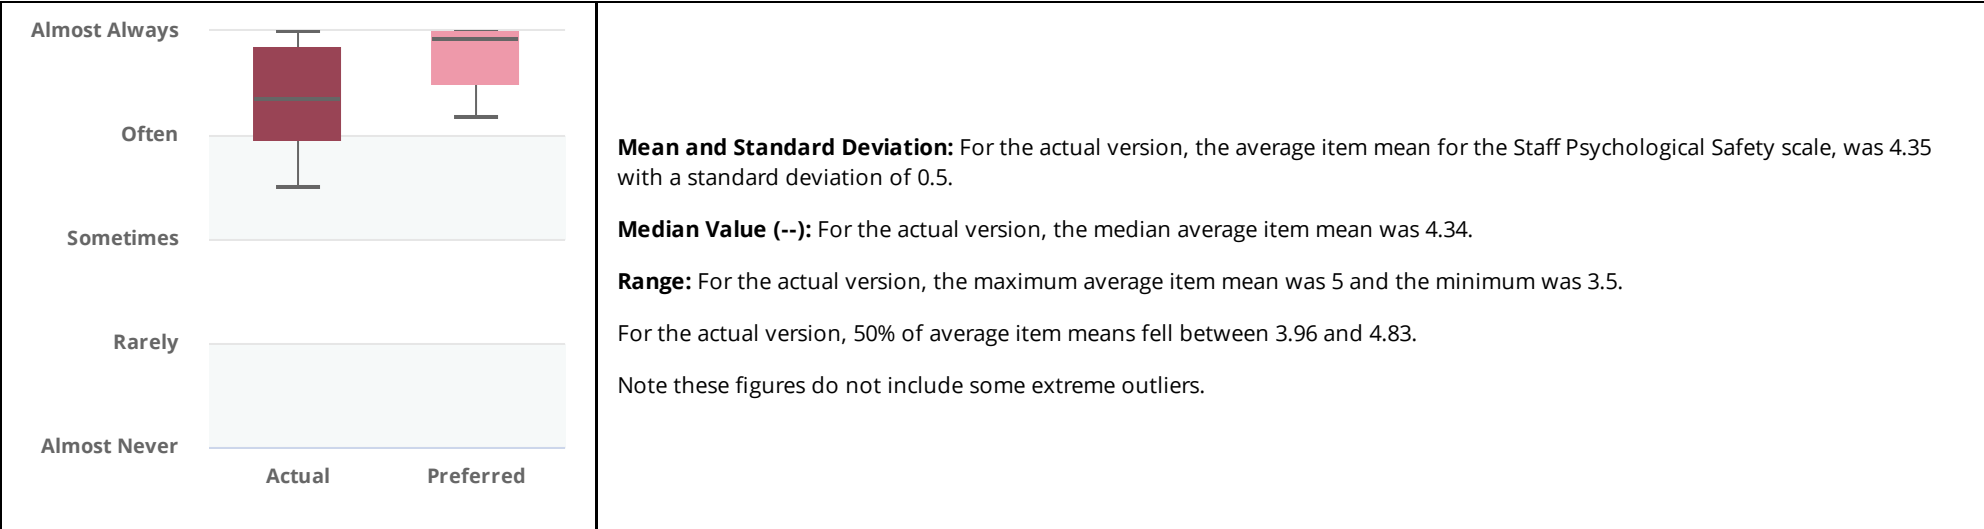 Almost Always
Often
Sometimes
Rarely
Almost Never
Actual
Preferred
Mean and Standard Deviation: For the actual version, the average item mean for the Staff Psychological Safety scale, was 4.35
with a standard deviation of 0.5.
Median Value (--): For the actual version, the median average item mean was 4.34.
Range: For the actual version, the maximum average item mean was 5 and the minimum was 3.5.
For the actual version, 50% of average item means fell between 3.96 and 4.83.
Note these figures do not include some extreme outliers.